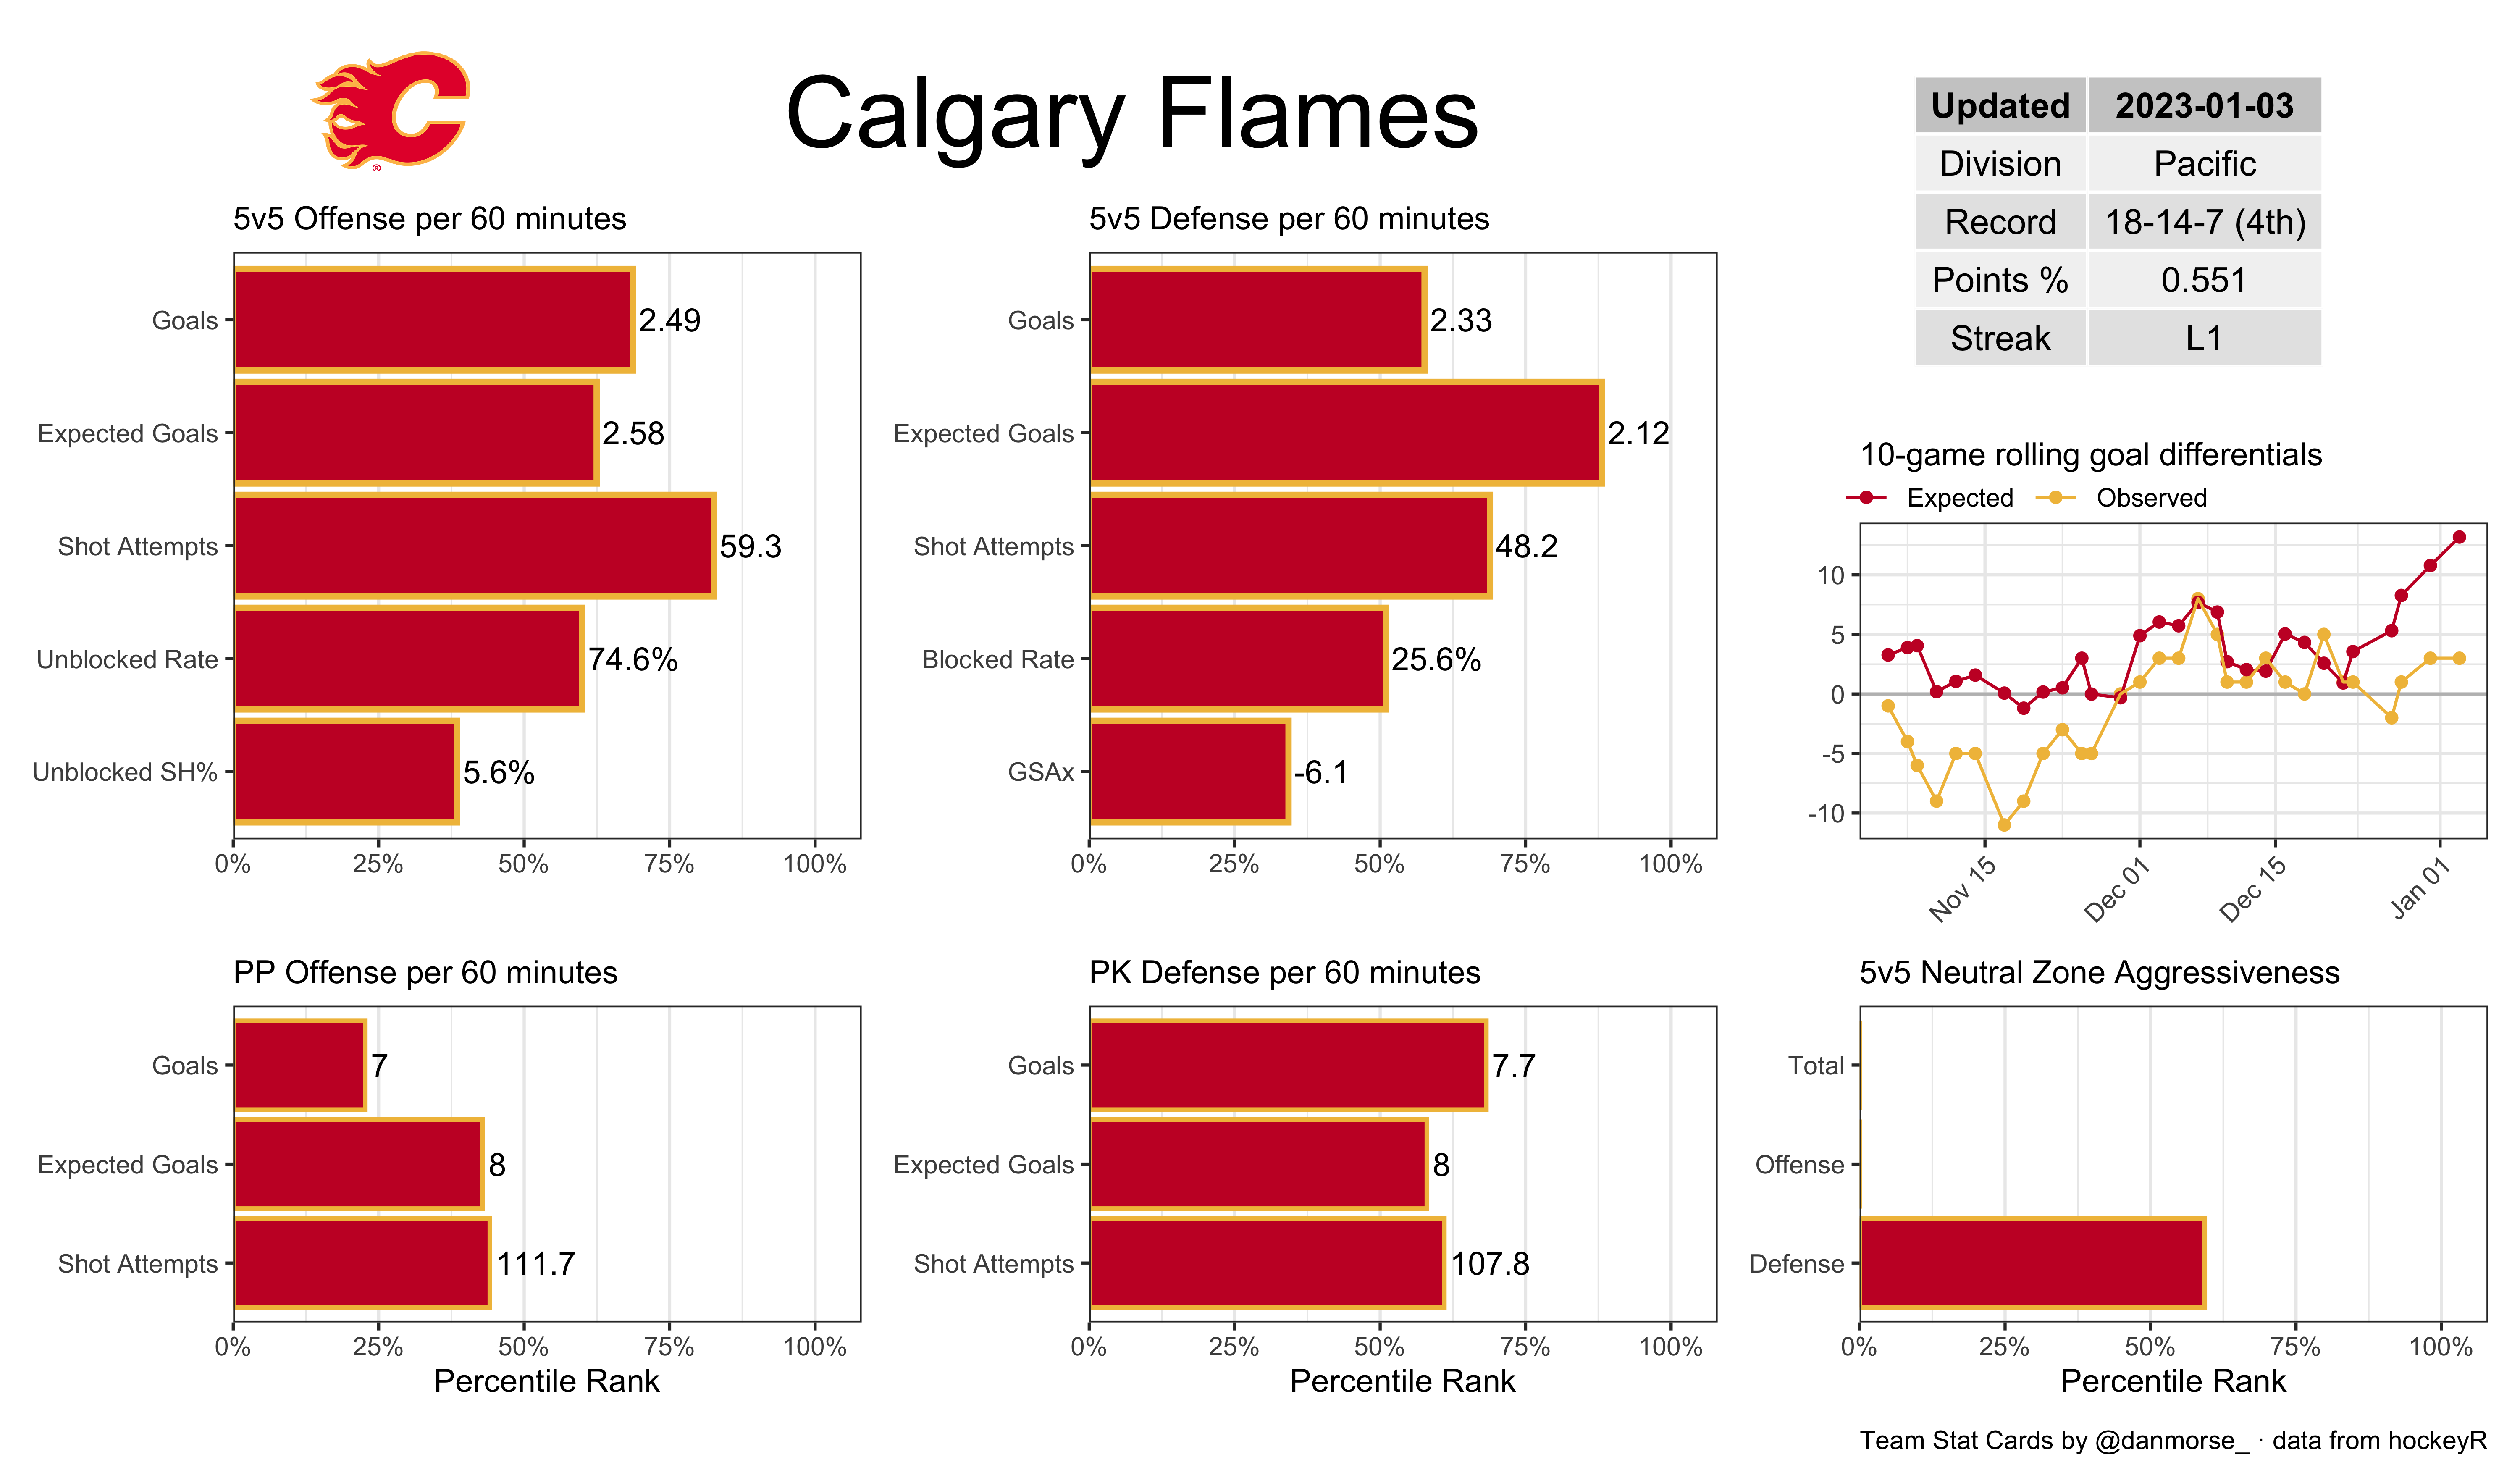 Calgary Flames
®
Updated 2023-01-03
Division Pacific
Record 18-14-7 (4th)
Points % 0.551
Streak L1
5v5 Offense per 60 minutes
Goals 2.49
Expected Goals 2.58
Shot Attempts 59.3
Unblocked Rate 74.6%
Unblocked SH% 5.6%
0% 25% 50% 75% 100%
5v5 Defense per 60 minutes
Goals 2.33
Expected Goals 2.12
Shot Attempts 48.2
Blocked Rate 25.6%
GSAx -6.1
0% 25% 50% 75% 100%
10-game rolling goal differentials
Expected Observed
10
5
0
-5
-10
Nov 15 Dec 01 Dec 15 Jan 01
PP Offense per 60 minutes
Goals 7
Expected Goals 8
Shot Attempts 111.7
0% 25% 50% 75% 100%
Percentile Rank
PK Defense per 60 minutes
Goals 7.7
Expected Goals 8
Shot Attempts 107.8
0% 25% 50% 75% 100%
Percentile Rank
5v5 Neutral Zone Aggressiveness
Total
Offense
Defense
0% 25% 50% 75% 100%
Percentile Rank
Team Stat Cards by @danmorse_ · data from hockeyR